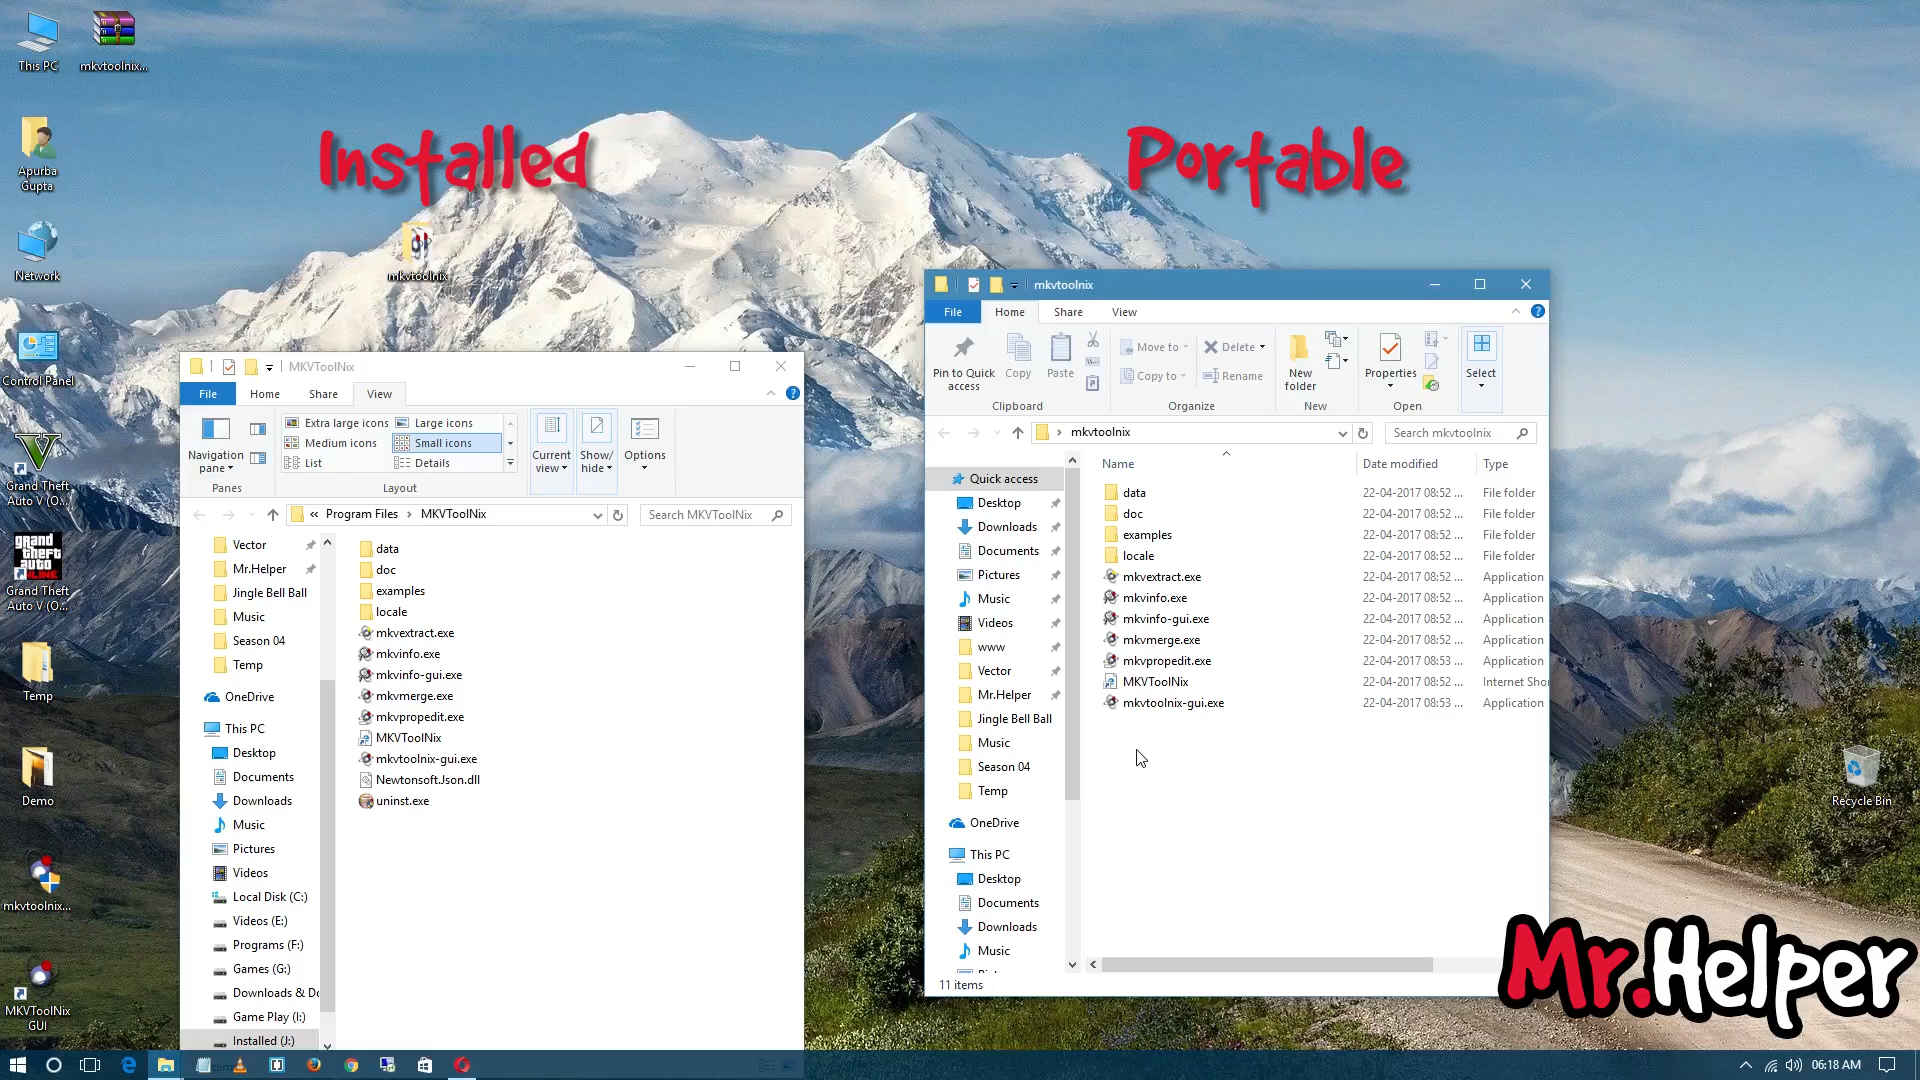 This PC
mkvtoolnix...
Apurba
Gupta
Network
Control Panel
Grand Theft
Auto V (O...
grand
theft
auto
Grand Theft
Auto V (O...
Temp
Demo
mkvtoolnix...
MKVToolNix
GUI
Installed
mkvtoolnix
Portable
MKVToolNix
File
Home
Share
View
Navigation
pane
Panes
Extra large icons
Large icons
Medium icons
Small icons
List
Details
Layout
Current
view
Show/
hide
Options
« Program Files > MKVToolNix
Search MKVToolNix
Vector
Mr.Helper
Jingle Bell Ball
Music
Season 04
Temp
OneDrive
This PC
Desktop
Documents
Downloads
Music
Pictures
Videos
Local Disk (C:)
Videos (E:)
Programs (F:)
Games (G:)
Downloads & Do
Game Play (I:)
Installed (J:)
data
doc
examples
locale
mkvextract.exe
mkvinfo.exe
mkvinfo-gui.exe
mkvmerge.exe
mkvpropedit.exe
MKVToolNix
mkvtoolnix-gui.exe
Newtonsoft.Json.dll
uninst.exe
mkvtoolnix
File
Home
Share
View
Pin to Quick
access
Copy
Paste
Clipboard
Move to
Copy to
Delete
Rename
Organize
New
folder
New
Properties
Open
Select
> mkvtoolnix
Search mkvtoolnix
Quick access
Desktop
Downloads
Documents
Pictures
Music
Videos
www
Vector
Mr.Helper
Jingle Bell Ball
Music
Season 04
Temp
OneDrive
This PC
Desktop
Documents
Downloads
Music
Name Date modified Type
data 22-04-2017 08:52 ... File folder
doc 22-04-2017 08:52 ... File folder
examples 22-04-2017 08:52 ... File folder
locale 22-04-2017 08:52 ... File folder
mkvextract.exe 22-04-2017 08:52 ... Application
mkvinfo.exe 22-04-2017 08:52 ... Application
mkvinfo-gui.exe 22-04-2017 08:52 ... Application
mkvmerge.exe 22-04-2017 08:52 ... Application
mkvpropedit.exe 22-04-2017 08:53 ... Application
MKVToolNix 22-04-2017 08:52 ... Internet Sho
mkvtoolnix-gui.exe 22-04-2017 08:53 ... Application
11 items
Recycle Bin
Mr.Helper
06:18 AM